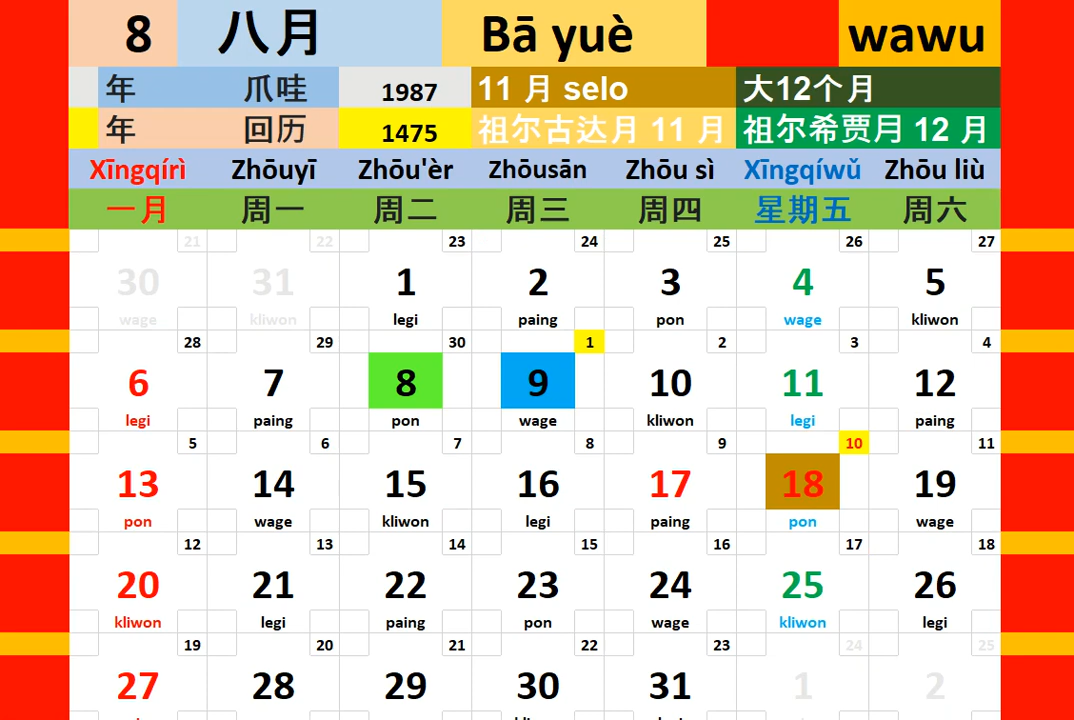 8 八月 Bā yuè wawu
年 爪哇 1987 11 月 selo 大12个月
年 回历 1475 祖尔古达月 11 月 祖尔希贾月 12 月
Xīngqírì Zhōuyī Zhōu'èr Zhōusān Zhōu sì Xīngqíwǔ Zhōu liù
一月 周一 周二 周三 周四 星期五 周六
21 22 23 24 25 26 27
30 31 1 2 3 4 5
wage kliwon legi paing pon wage kliwon
28 29 30 1 2 3 4
6 7 8 9 10 11 12
legi paing pon wage kliwon legi paing
5 6 7 8 9 10 11
13 14 15 16 17 18 19
pon wage kliwon legi paing pon wage
12 13 14 15 16 17 18
20 21 22 23 24 25 26
kliwon legi paing pon wage kliwon legi
19 20 21 22 23 24 25
27 28 29 30 31 1 2